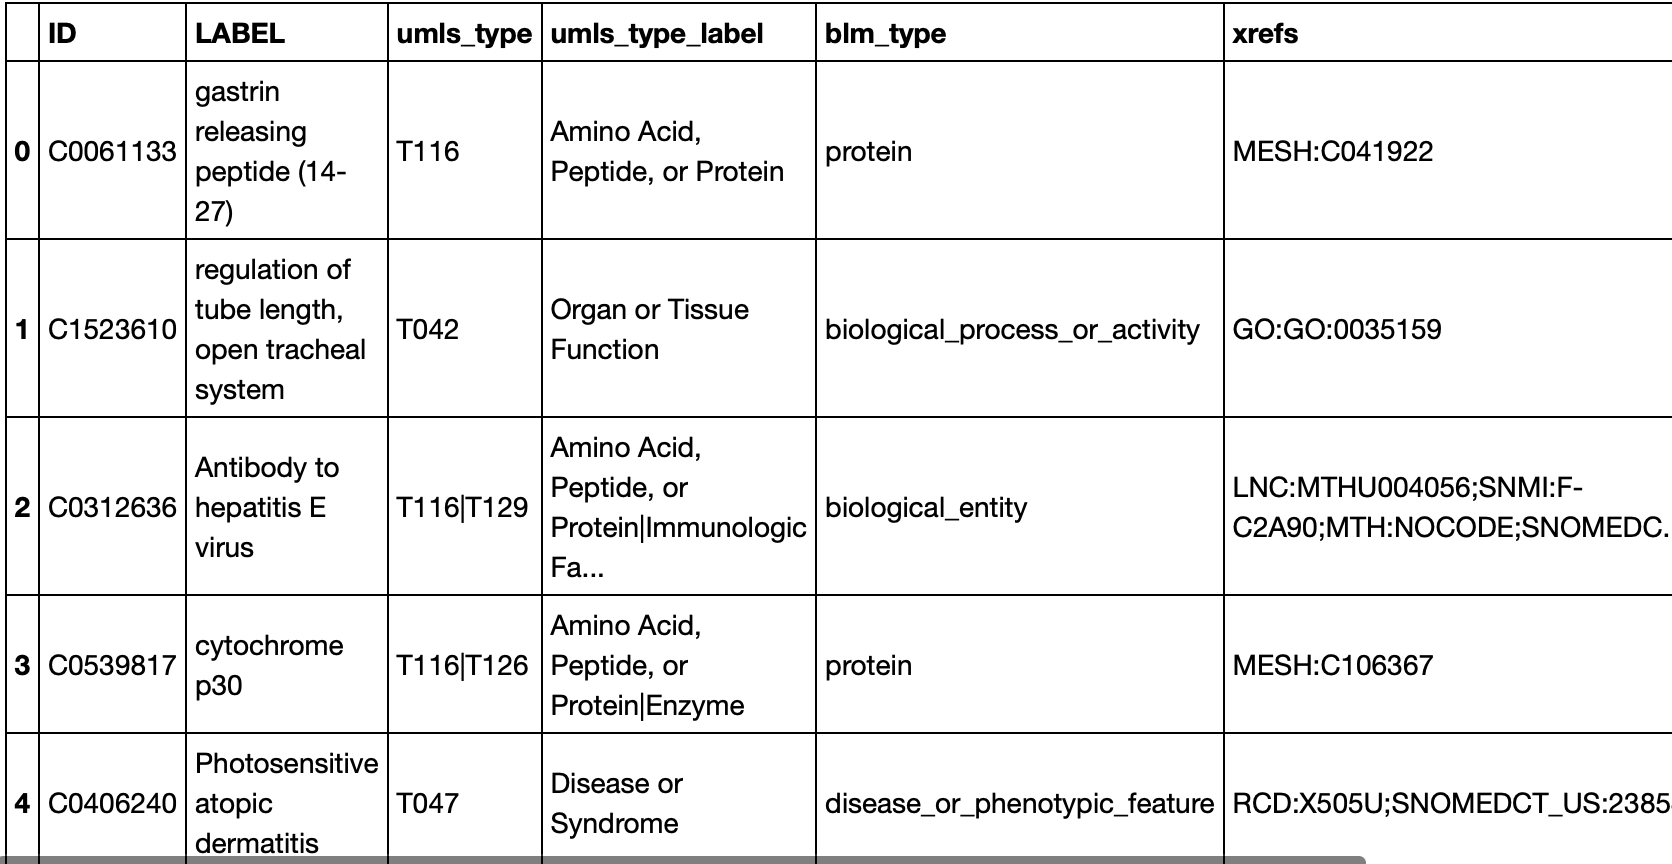 ID LABEL umls_type umls_type_label blm_type xrefs
gastrin
releasing
peptide (14-
27)
0 C0061133 T116 Amino Acid,
Peptide, or Protein protein MESH:C041922
regulation of
tube length,
open tracheal
system
1 C1523610 T042 Organ or Tissue
Function biological_process_or_activity GO:GO:0035159
Antibody to
hepatitis E
virus
2 C0312636 T116|T129 Amino Acid,
Peptide, or
Protein|Immunologic
Fa... biological_entity LNC:MTHU004056;SNMI:F-
C2A90;MTH:NOCODE;SNOMEDC.
3 C0539817 cytochrome
p30 T116|T126 Amino Acid,
Peptide, or
Protein|Enzyme protein MESH:C106367
Photosensitive
atopic
dermatitis
4 C0406240 T047 Disease or
Syndrome disease_or_phenotypic_feature RCD:X505U;SNOMEDCT_US:2385